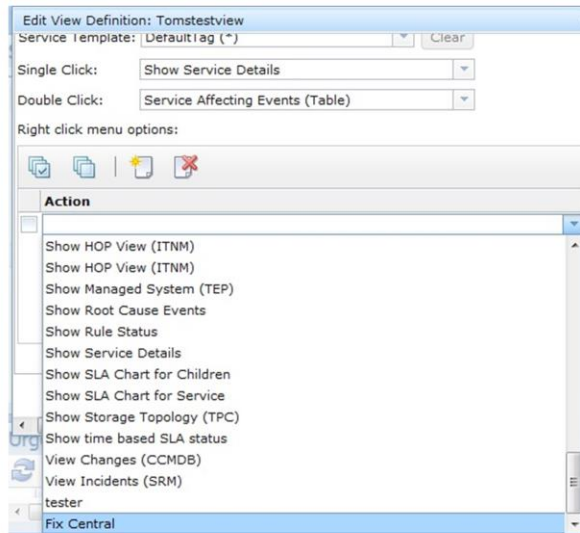 Edit View Definition: Tomstestview
Service Template: DefaultTag (*) Clear
Single Click: Show Service Details
Double Click: Service Affecting Events (Table)
Right click menu options:
Action
Show HOP View (ITNM)
Show HOP View (ITNM)
Show Managed System (TEP)
Show Root Cause Events
Show Rule Status
Show Service Details
Show SLA Chart for Children
Show SLA Chart for Service
Show Storage Topology (TPC)
Show time based SLA status
View Changes (CCMDB)
View Incidents (SRM)
tester
Fix Central